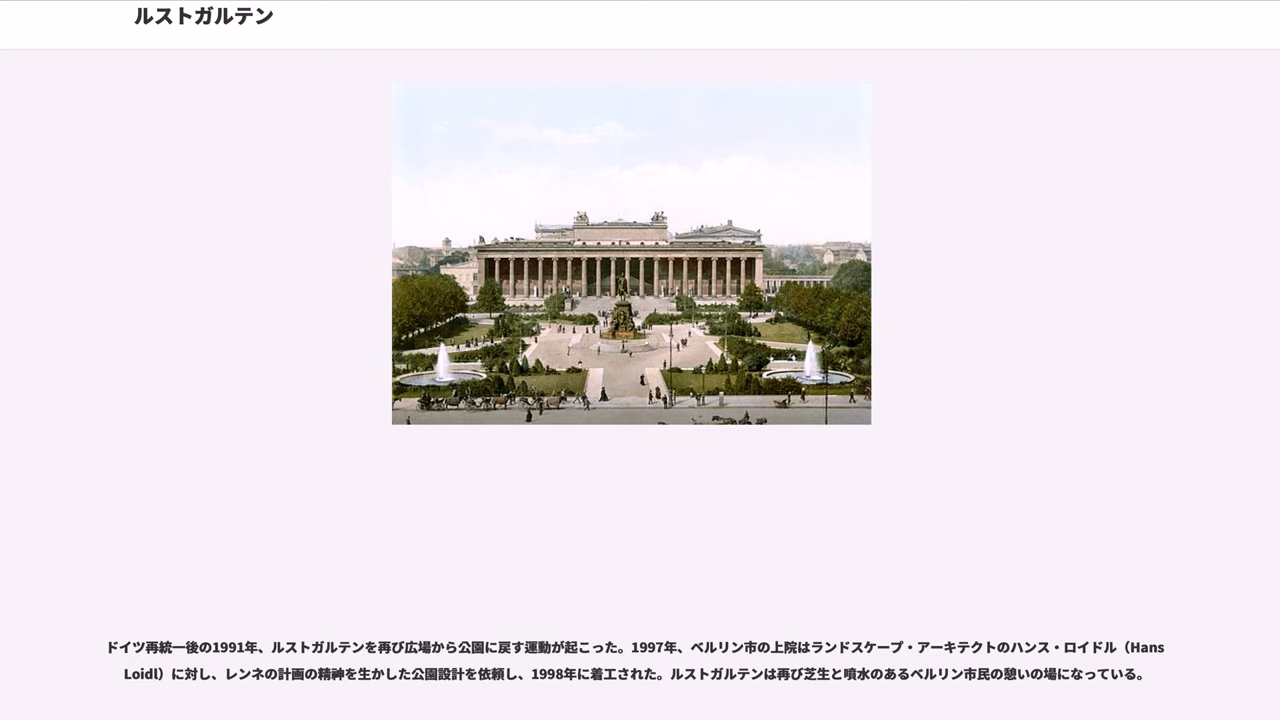 ルストガルテン
ドイツ再統一後の1991年、ルストガルテンを再び広場から公園に戻す運動が起こった。1997年、ベルリン市の上院はランドスケープ・アーキテクトのハンス・ロイドル（Hans
Loidl）に対し、レンネの計画の精神を生かした公園設計を依頼し、1998年に着工された。ルストガルテンは再び芝生と噴水のあるベルリン市民の憩いの場になっている。